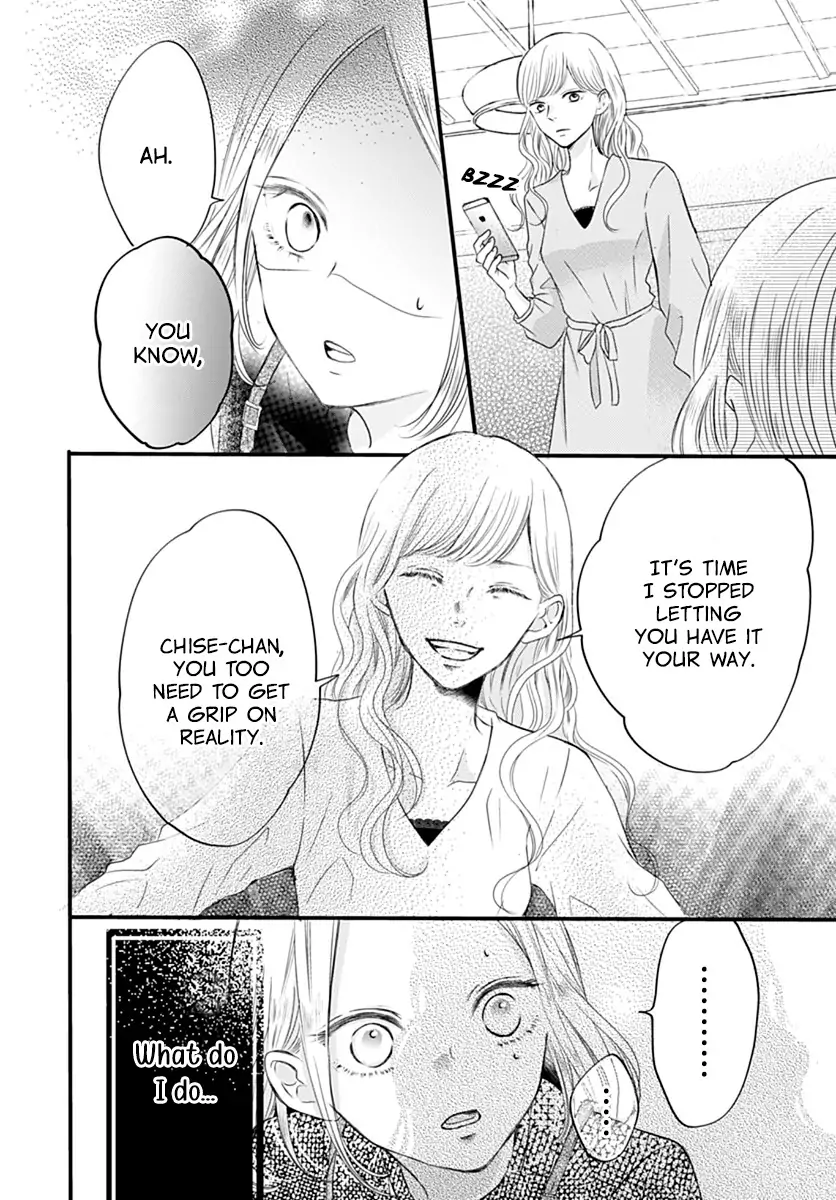 BZZZ
AH.
YOU
KNOW,
IT'S TIME
I STOPPED
LETTING
YOU HAVE IT
YOUR WAY.
CHISE-CHAN,
YOU TOO
NEED TO GET
A GRIP ON
REALITY.
.......
.....
What do
I do...